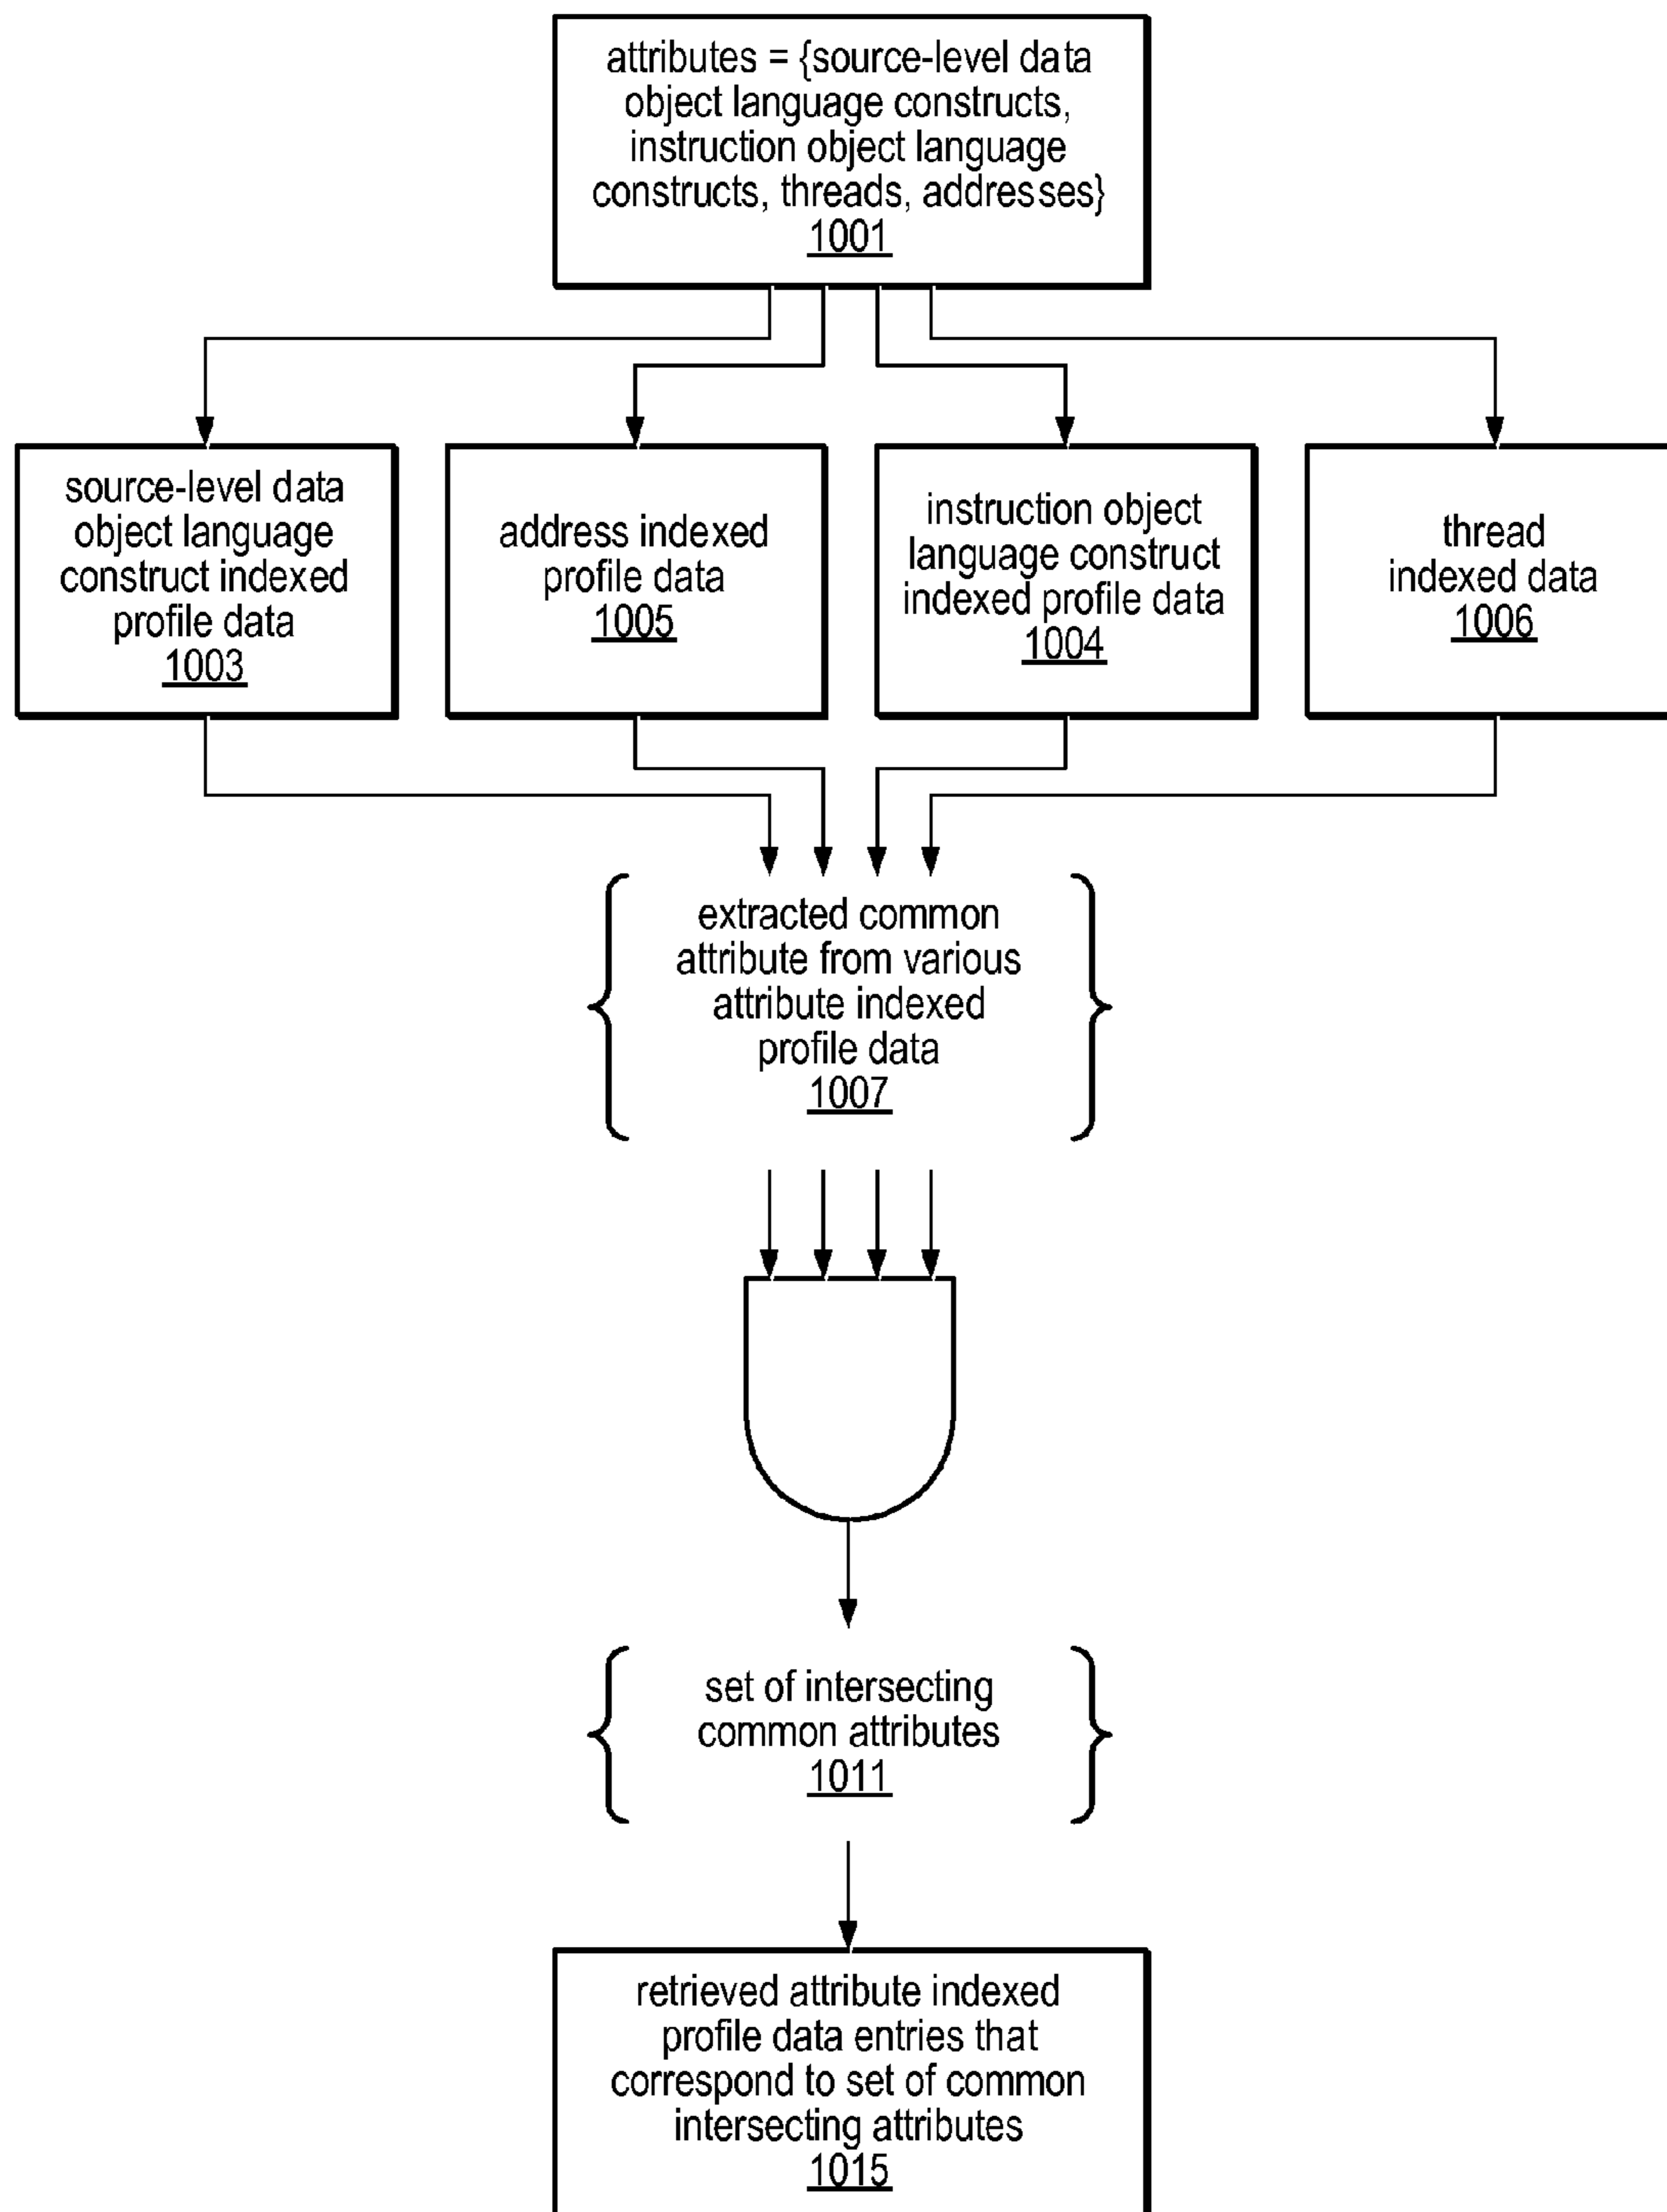 attributes = {source-level data
object language constructs,
instruction object language
constructs, threads, addresses}
1001
source-level data
object language
construct indexed
profile data
1003
address indexed
profile data
1005
instruction object
language construct
indexed profile data
1004
thread
indexed data
1006
extracted common
attribute from various
attribute indexed
profile data
1007
set of intersecting
common attributes
1011
retrieved attribute indexed
profile data entries that
correspond to set of common
intersecting attributes
1015